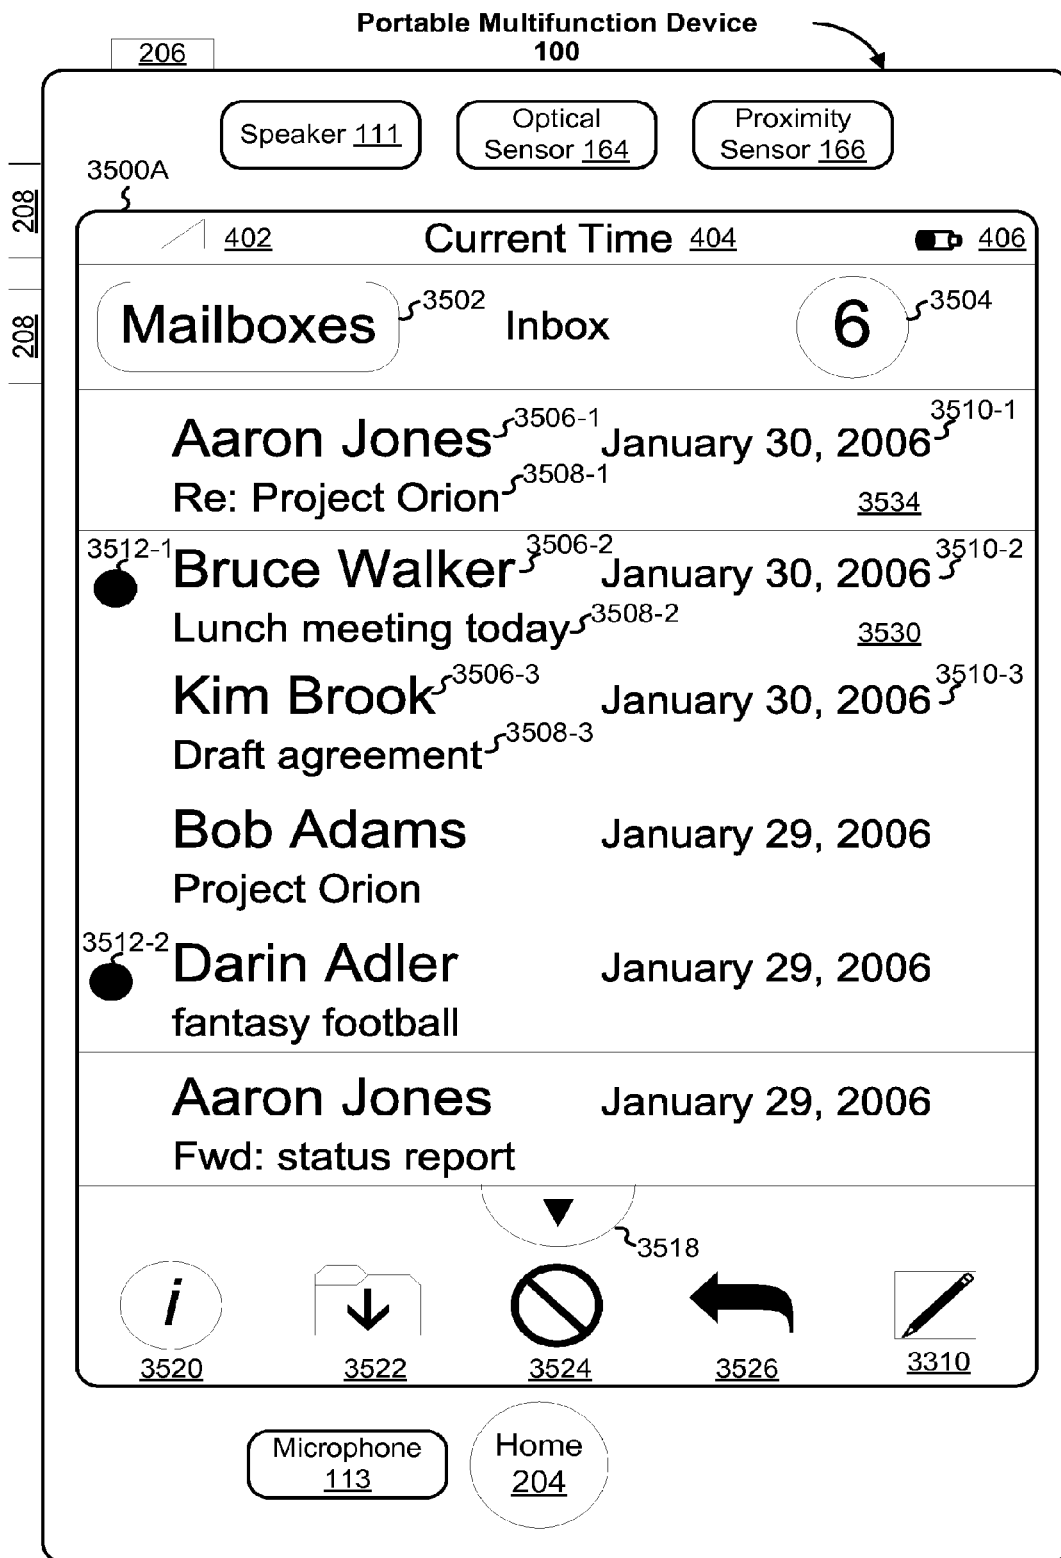 Portable Multifunction Device
100
206
Speaker 111
Optical
Sensor 164
Proximity
Sensor 166
3500A
208
208
402
Current Time 404
406
Mailboxes
3502
Inbox
6
3504
Aaron Jones
3506-1
January 30, 2006
3510-1
Re: Project Orion
3508-1
3534
3512-1
Bruce Walker
3506-2
January 30, 2006
3510-2
Lunch meeting today
3508-2
3530
Kim Brook
3506-3
January 30, 2006
3510-3
Draft agreement
3508-3
Bob Adams
January 29, 2006
Project Orion
3512-2
Darin Adler
January 29, 2006
fantasy football
Aaron Jones
January 29, 2006
Fwd: status report
3518
i
3520
3522
3524
3526
3310
Microphone
113
Home
204